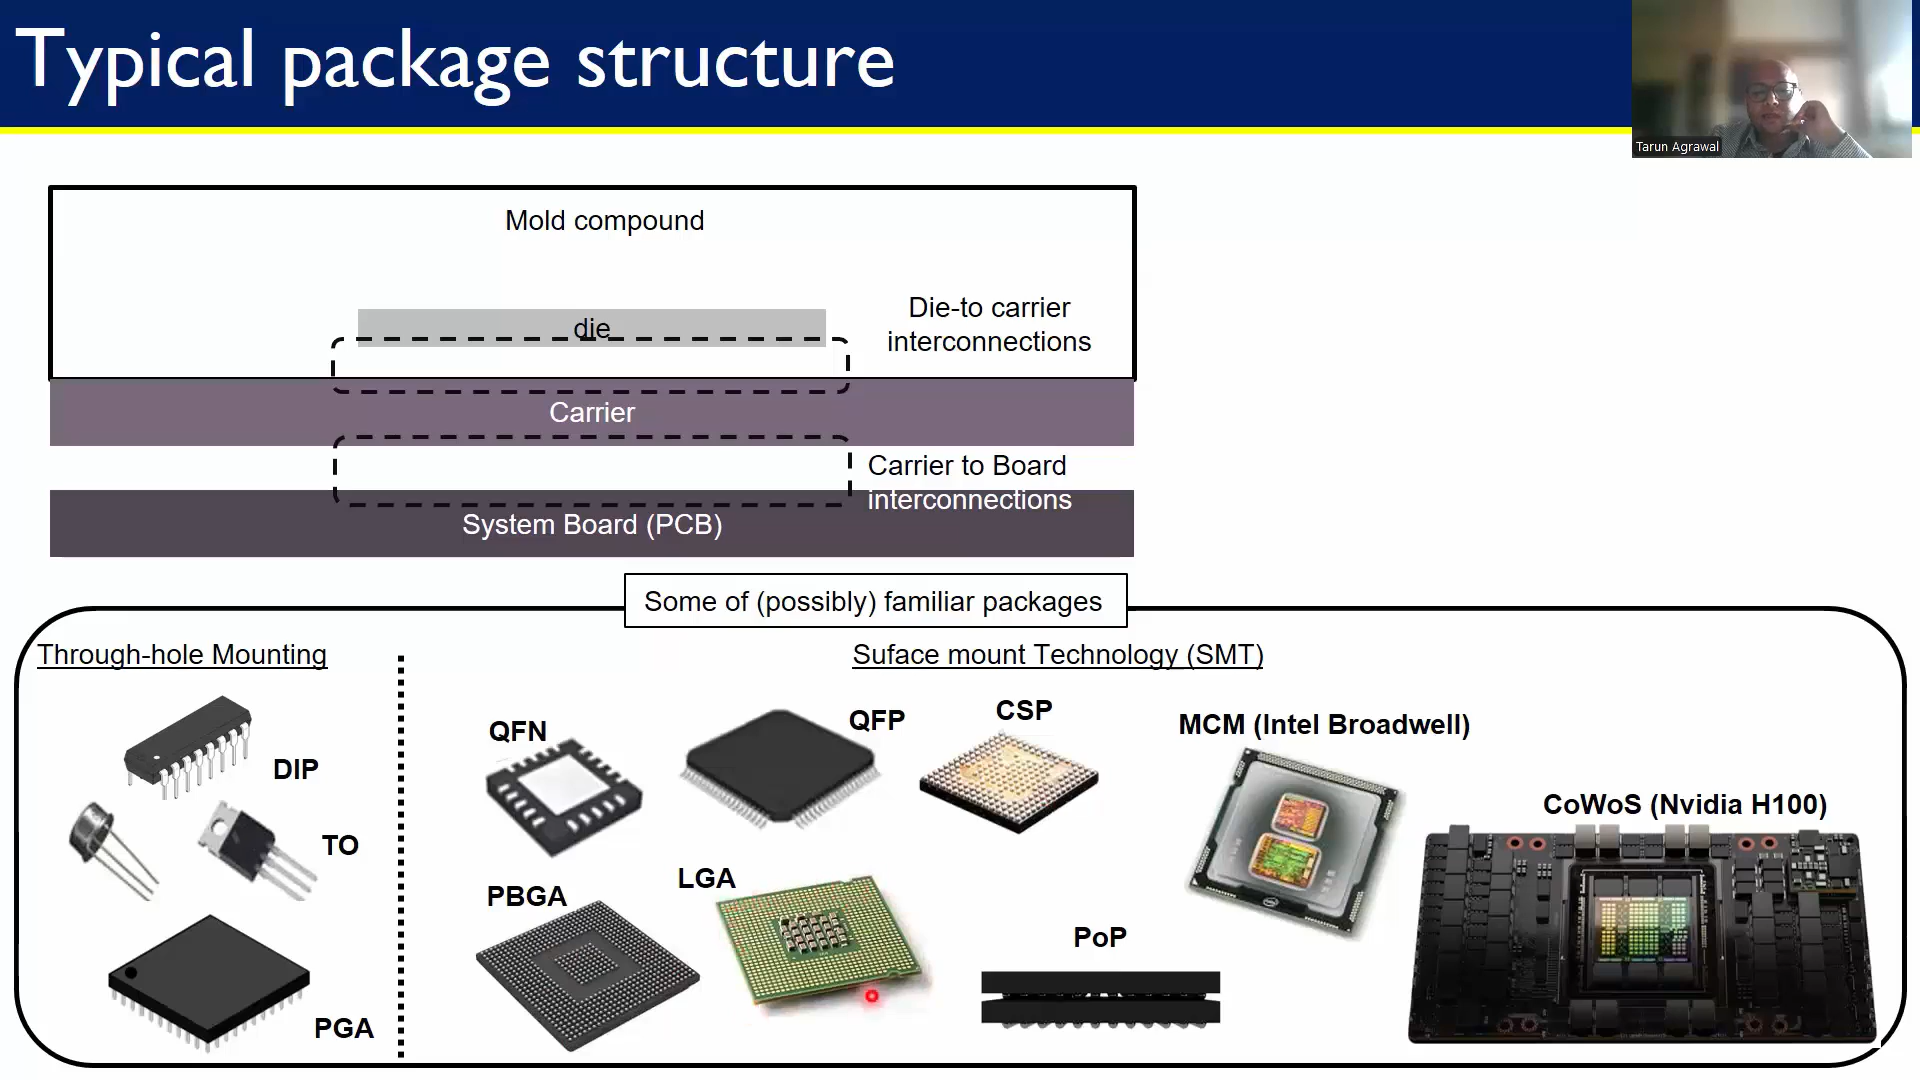 Typical package structure
Tarun Agrawal
Mold compound
die
Die-to carrier
interconnections
Carrier
Carrier to Board
interconnections
System Board (PCB)
Some of (possibly) familiar packages
Through-hole Mounting
DIP
TO
PGA
Suface mount Technology (SMT)
QFN
QFP
CSP
MCM (Intel Broadwell)
CoWoS (Nvidia H100)
PBGA
LGA
PoP